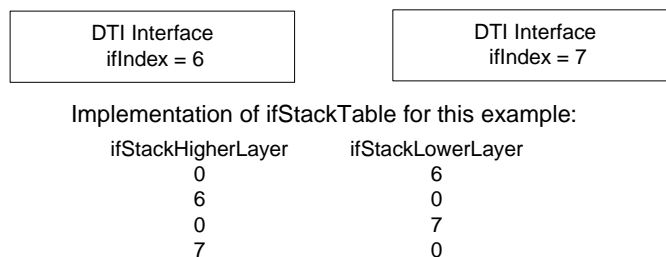 DTI Interface
ifIndex = 6
DTI Interface
ifIndex = 7
Implementation of ifStackTable for this example:
ifStackHigherLayer ifStackLowerLayer
0 6
6 0
0 7
7 0